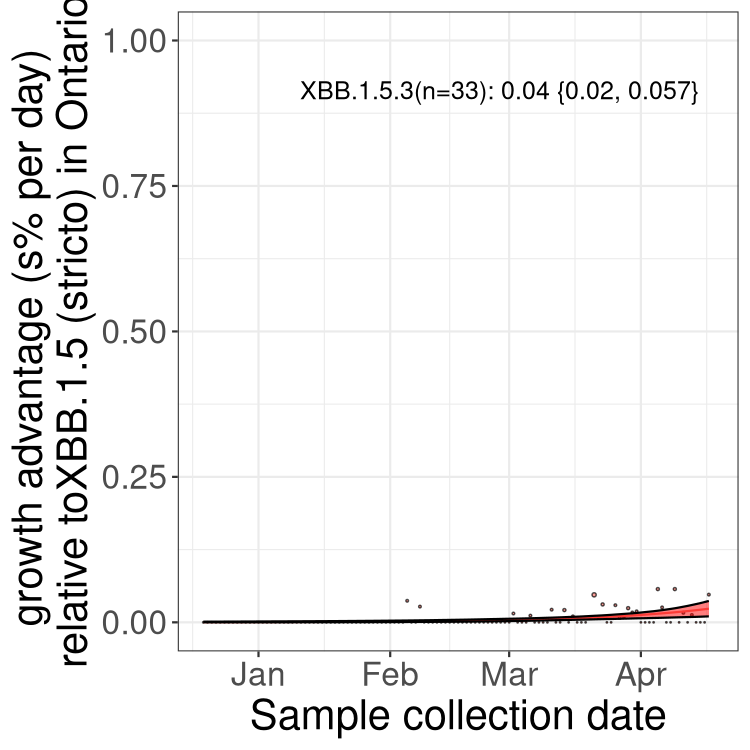 growth advantage (s% per day)
relative toXBB.1.5 (stricto) in Ontario
1.00
0.75
0.50
0.25
0.00
XBB.1.5.3(n=33): 0.04 {0.02, 0.057}
Jan Feb Mar Apr
Sample collection date